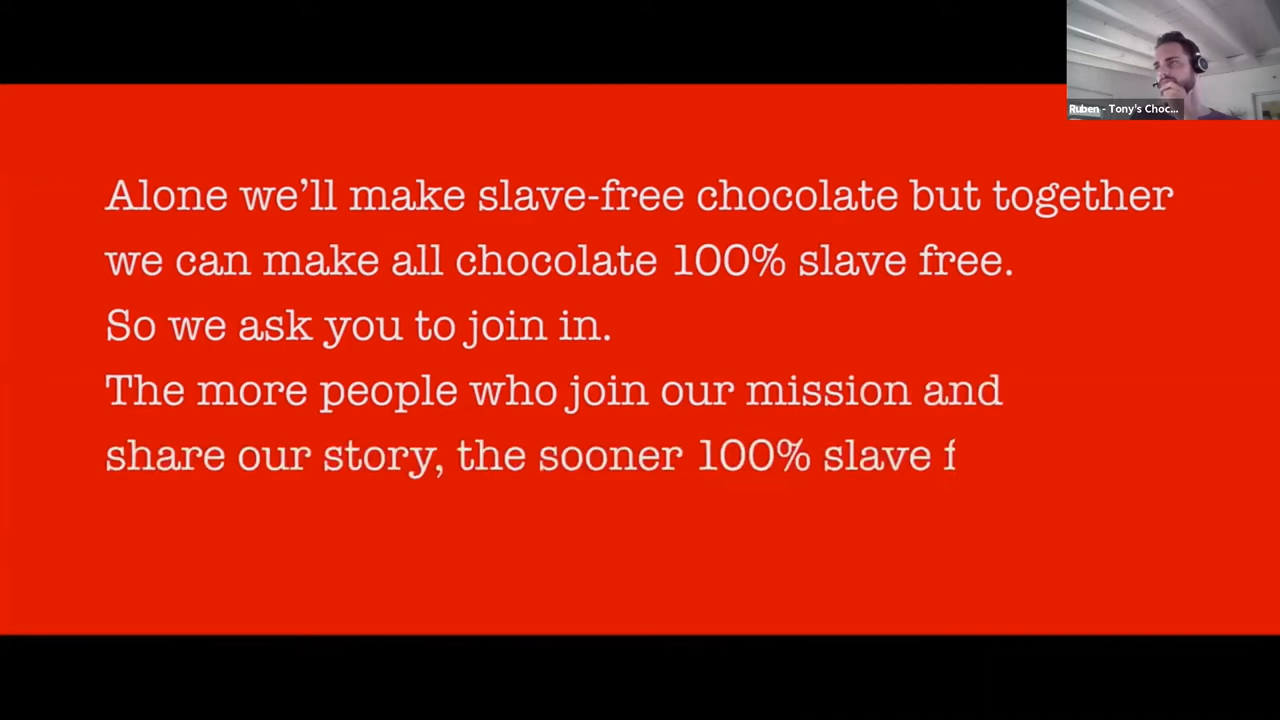 Ruben - Tony's Choc...
Alone we’ll make slave-free chocolate but together
we can make all chocolate 100% slave free.
So we ask you to join in.
The more people who join our mission and
share our story, the sooner 100% slave f